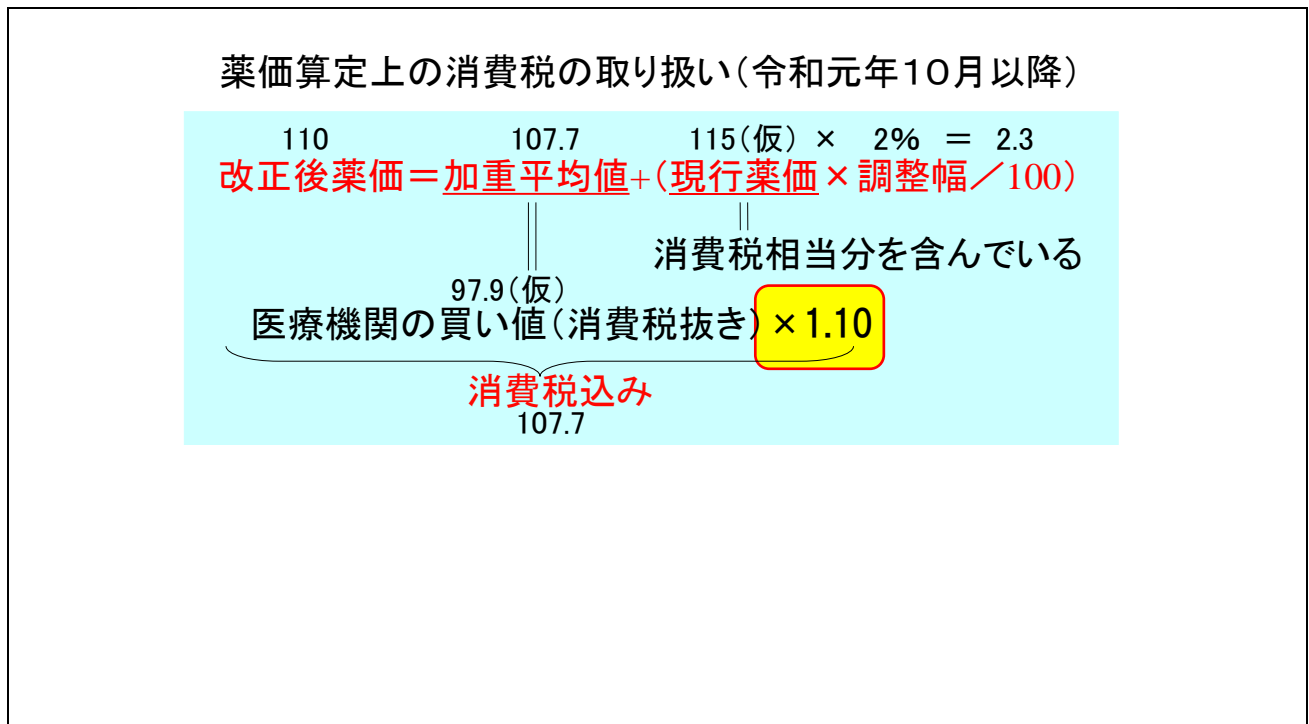 薬価算定上の消費税の取り扱い（令和元年１０月以降）
110 107.7 115（仮） × 2% = 2.3
改正後薬価＝加重平均値+（現行薬価×調整幅／100）
消費税相当分を含んでいる
97.9（仮）
医療機関の買い値（消費税抜き）×1.10
消費税込み
107.7